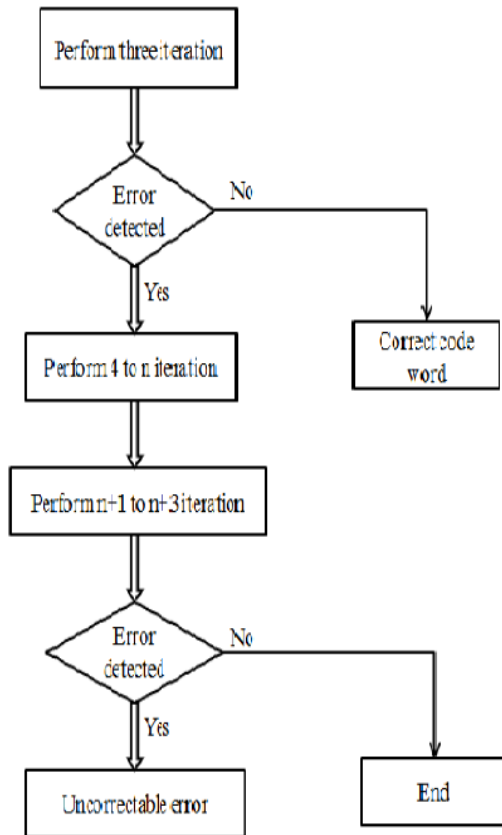 Perform three iteration
Error
detected
No
Yes
Correct code
word
Perform 4 to n iteration
Perform n+1 to n+3 iteration
Error
detected
No
Yes
Uncorrectable error
End